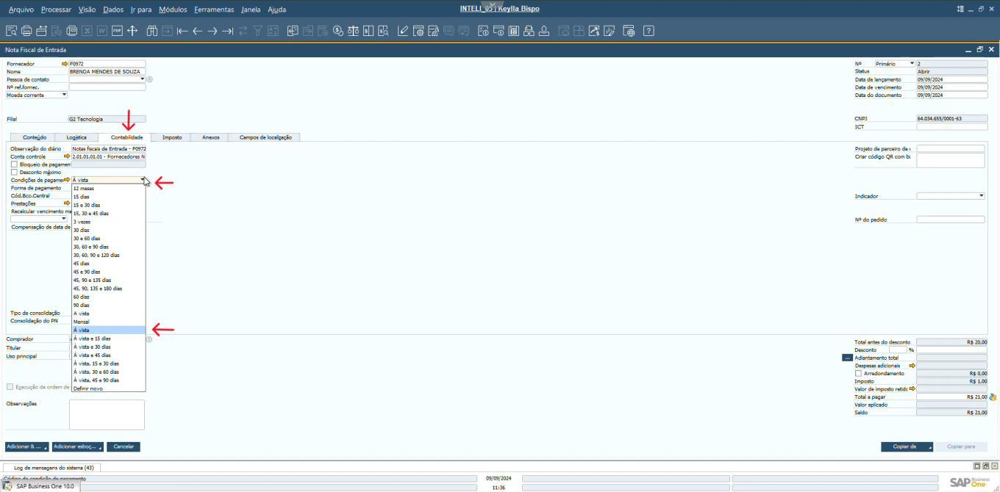 Arquivo Processar Visão Dados Ir para Módulos Ferramentas Janela Ajuda
INTELI_05 | Keylla Bispo
Nota Fiscal de Entrada
Fornecedor F0972
Nome BRENDA MENDES DE SOUZA
Pessoa de contato
Nº ref.fornec.
Moeda corrente
Filial G2 Tecnologia
Nº Primário 2
Status Abrir
Data de lançamento 09/09/2024
Data de vencimento 09/09/2024
Data do documento 09/09/2024
CNPJ 64.034.655/0001-63
ICT
Conteúdo Logística Contabilidade Imposto Anexos Campos de localização
Observação do diário Notas fiscais de Entrada - F0972
Conta controle 2.01.01.01.01 - Fornecedores N
Bloqueio de pagamen
Desconto máximo
Condições de pagame À vista
Forma de pagamento
Cód.Bco.Central
Prestações
Recalcular vencimento ma
Compensação de data de
12 meses
15 dias
15 e 30 dias
15, 30 e 45 dias
3 vezes
30 dias
30 e 60 dias
30, 60 e 90 dias
30, 60, 90 e 120 dias
45 dias
45 e 90 dias
45, 90 e 135 dias
45, 90, 135 e 180 dias
60 dias
90 dias
A vista
Mensal
À vista
À vista e 15 dias
À vista e 30 dias
À vista e 45 dias
À vista, 15 e 30 dias
À vista, 30 e 60 dias
À vista, 45 e 90 dias
Definir novo
Projeto de parceiro de
Criar código QR com b
Indicador
Nº do pedido
Tipo de consolidação
Consolidação do PN
Comprador
Titular
Uso principal
Execução da ordem de
Observações
Total antes do desconto R$ 20,00
Desconto %
... Adiantamento total
Despesas adicionais
Arredondamento R$ 0,00
Imposto R$ 1,00
Valor de imposto retido
Total a pagar R$ 21,00
Valor aplicado
Saldo R$ 21,00
Adicionar & ... Adicionar esboç... Cancelar
Copiar de Copiar para
Log de mensagens do sistema (43)
Código da condição de pagamento
09/09/2024
11:36
SAP Business One 10.0
SAP Business One